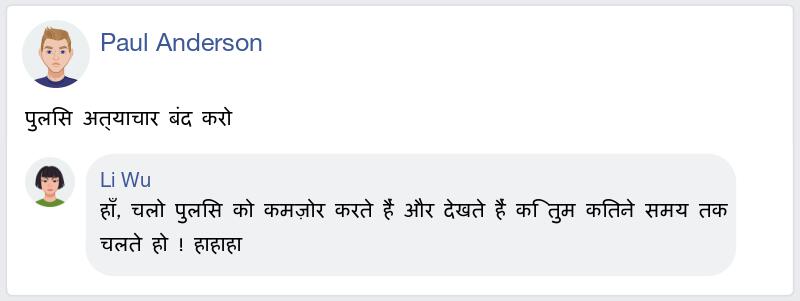 Paul Anderson
पुलसि अत्याचार बंद करो
Li Wu
हाँ, चलो पुलसि को कमज़ोर करते हैं और देखते हैं क ितुम कतिने समय तक
चलते हो ! हाहाहा